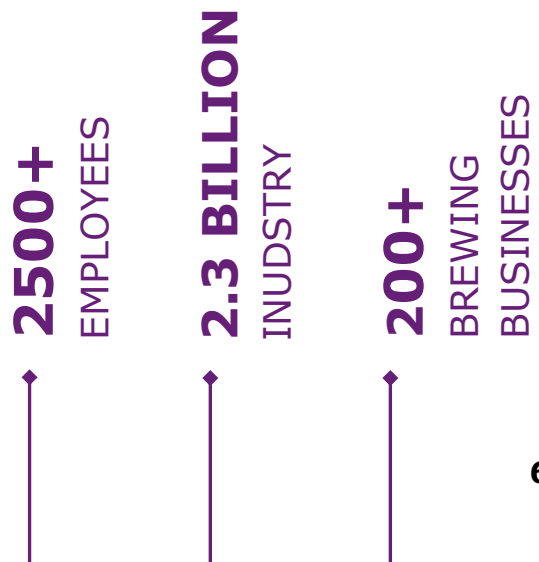 2500+
EMPLOYEES
2.3 BILLION
INUDSTRY
200+
BREWING
BUSINESSES